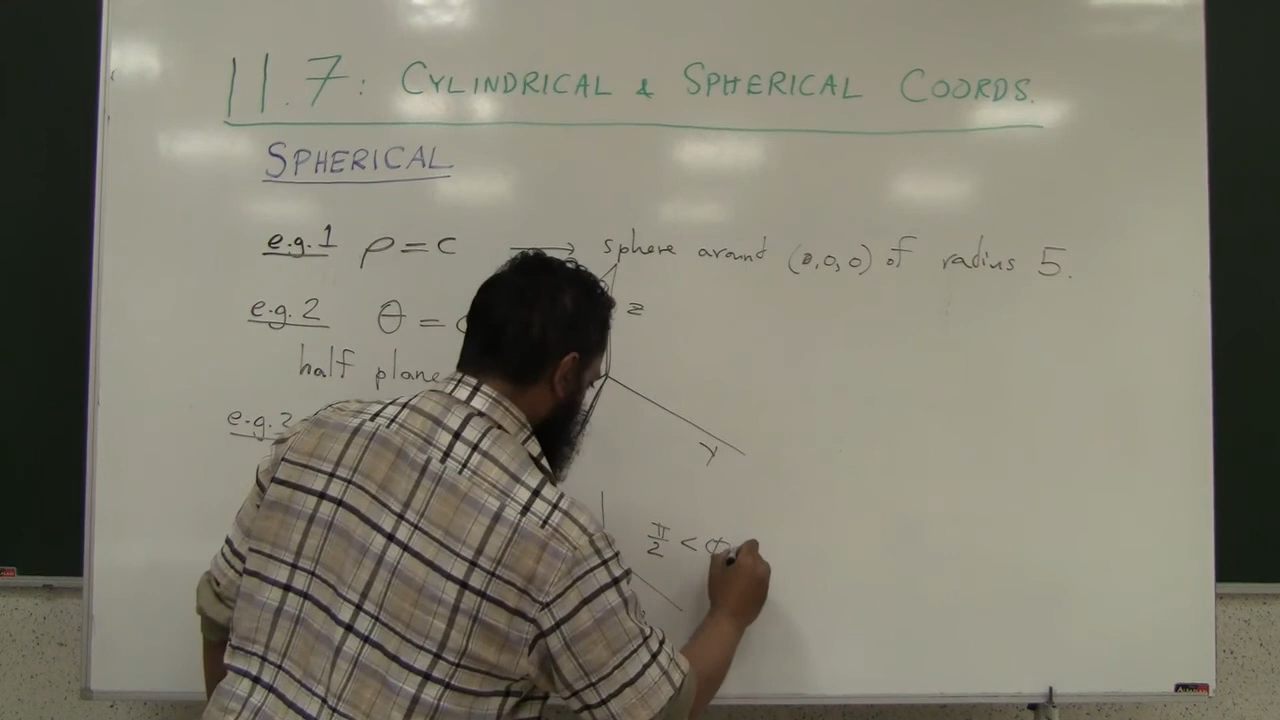 11.7: CYLINDRICAL & SPHERICAL COORDS.
SPHERICAL
e.g. 1 ρ = c → sphere around (0,0,0) of radius 5.
z
e.g. 2 θ =
half plane
y
e.g. 3
π/2 < φ